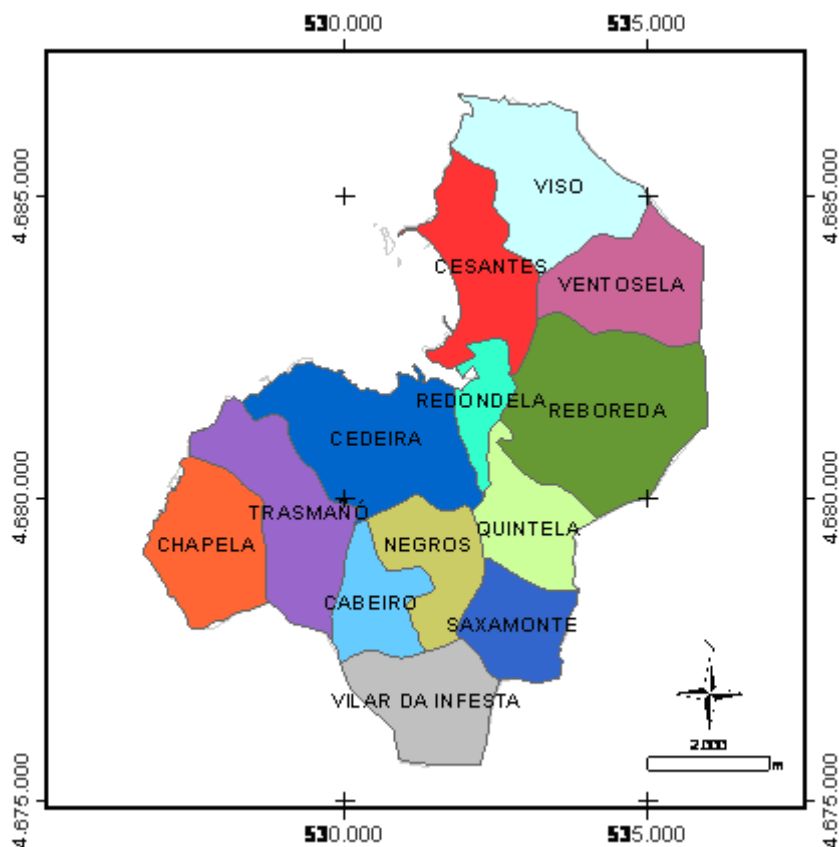 530.000 535.000
4.685.000 4.685.000
VISO
CESANTES
VENTOSELA
REDONDELA
REBOREDA
CEDEIRA
4.680.000 4.680.000
TRASMAÑÓ
QUINTELA
CHAPELA
NEGROS
CABEIRO
SAXAMONTE
VILAR DA INFESTA
2.000
m
4.675.000 4.675.000
530.000 535.000